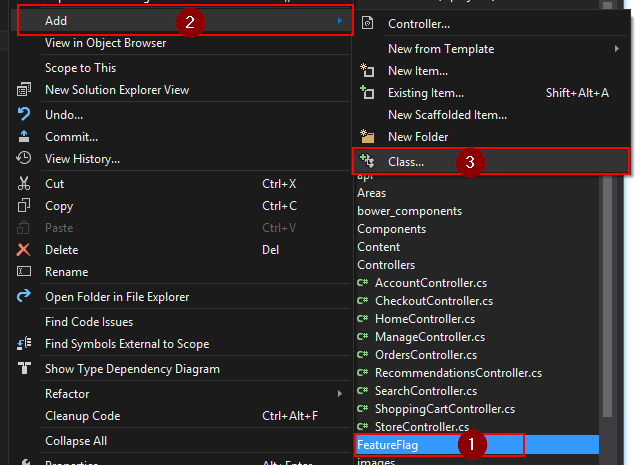 Add
2
View in Object Browser
Scope to This
New Solution Explorer View
Undo...
Commit...
View History...
Cut Ctrl+X
Copy Ctrl+C
Paste Ctrl+V
Delete Del
Rename
Open Folder in File Explorer
Find Code Issues
Find Symbols External to Scope
Show Type Dependency Diagram
Refactor
Cleanup Code Ctrl+Alt+F
Collapse All
Properties Alt+Enter
Controller...
New from Template
New Item...
Existing Item... Shift+Alt+A
New Scaffolded Item...
New Folder
Class... 3
api
Areas
bower_components
Components
Content
Controllers
C# AccountController.cs
C# CheckoutController.cs
C# HomeController.cs
C# ManageController.cs
C# OrdersController.cs
C# RecommendationsController.cs
C# SearchController.cs
C# ShoppingCartController.cs
C# StoreController.cs
FeatureFlag 1
images